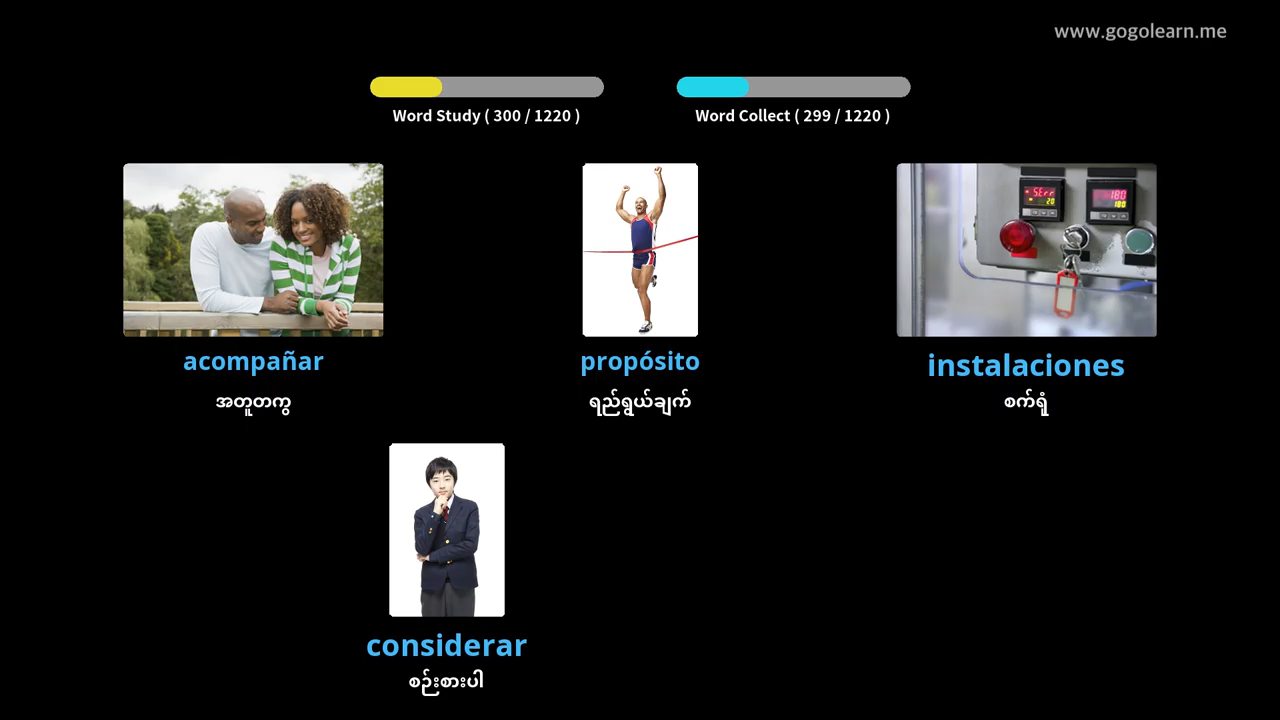 www.gogolearn.me
Word Study ( 300 / 1220 )
Word Collect ( 299 / 1220 )
acompañar
အတူတကွ
propósito
ရည်ရွယ်ချက်
instalaciones
စက်ရုံ
considerar
စဉ်းစားပါ